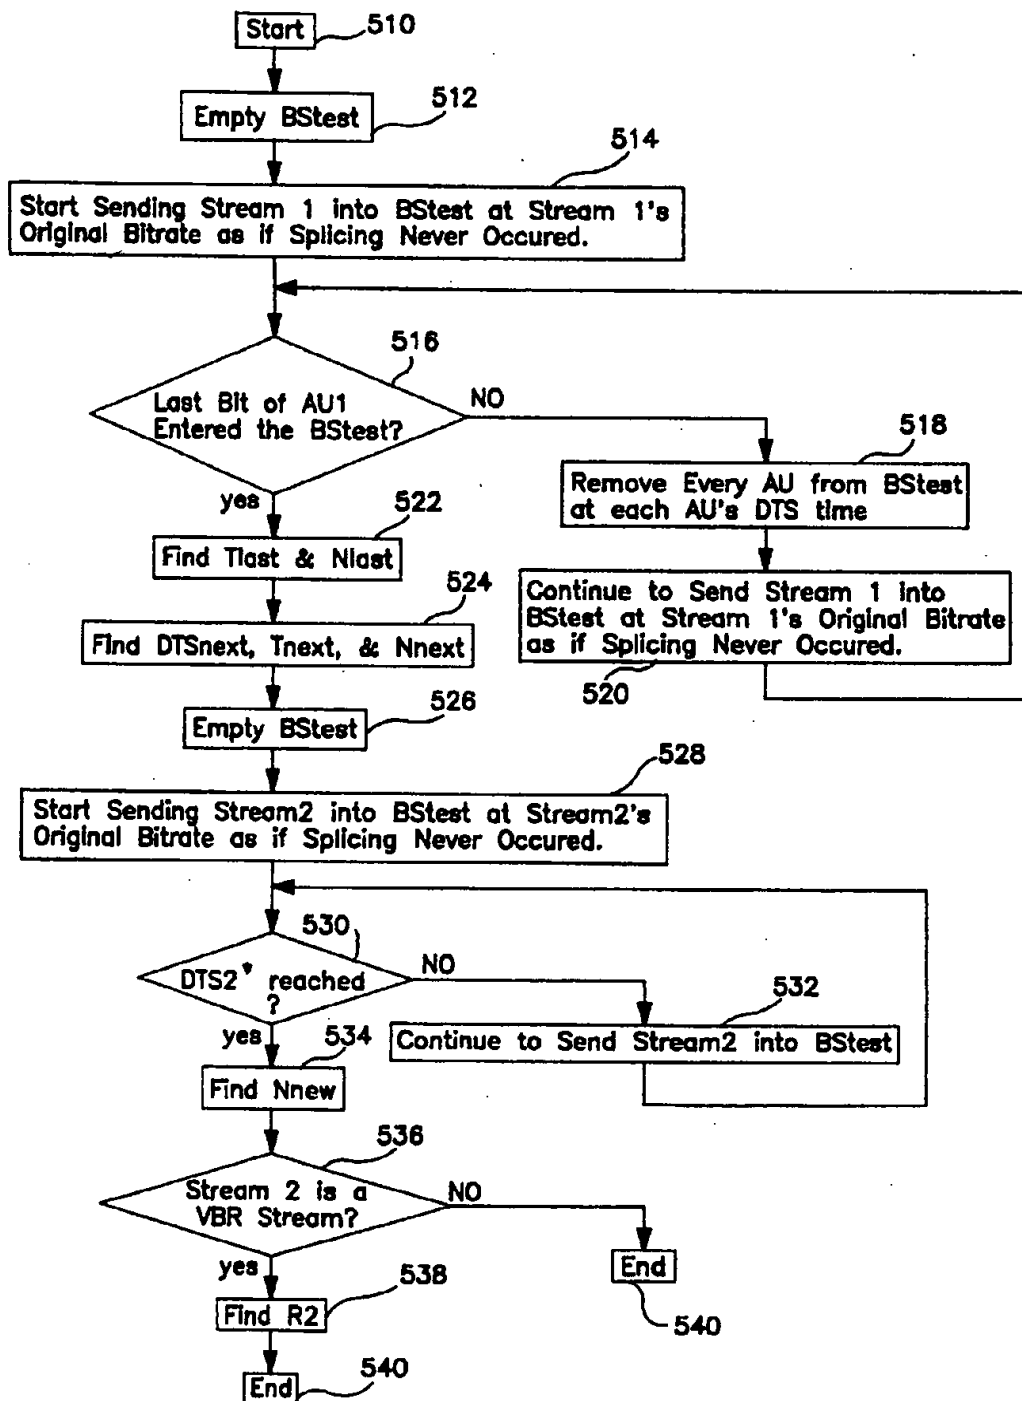 Start
510
Empty BStest
512
514
Start Sending Stream 1 into BStest at Stream 1's
Original Bitrate as if Splicing Never Occured.
516
Last Bit of AU1
Entered the BStest?
NO
yes
518
Remove Every AU from BStest
at each AU's DTS time
Continue to Send Stream 1 into
BStest at Stream 1's Original Bitrate
as if Splicing Never Occured.
520
522
Find Tlast & Nlast
524
Find DTSnext, Tnext, & Nnext
526
Empty BStest
528
Start Sending Stream2 into BStest at Stream2's
Original Bitrate as if Splicing Never Occured.
530
DTS2* reached
?
NO
yes
532
Continue to Send Stream2 into BStest
534
Find Nnew
536
Stream 2 is a
VBR Stream?
NO
yes
End
540
538
Find R2
End
540